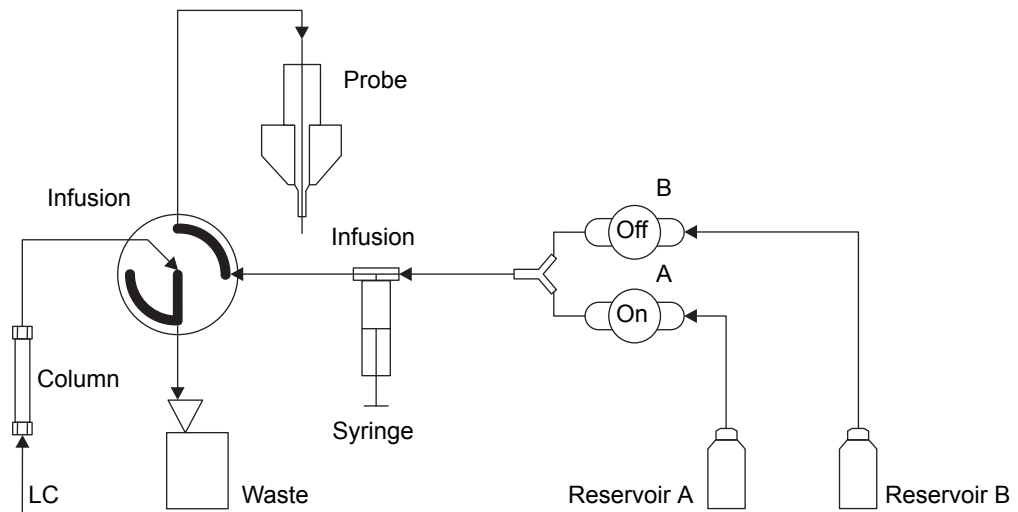 Probe
B
Infusion
Infusion
Off
A
On
Column
Syringe
LC
Waste
Reservoir A
Reservoir B